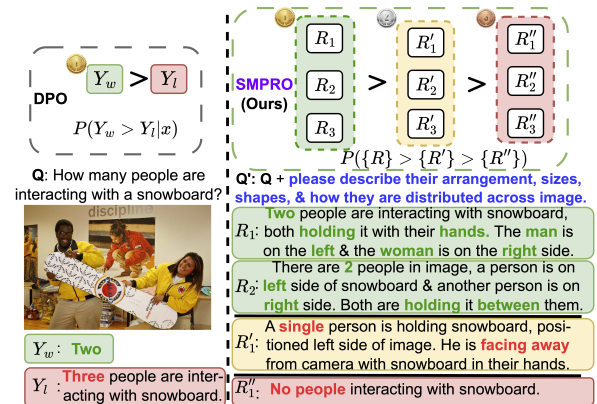 DPO
1
Y_w > Y_l
P(Y_w > Y_l|x)
Q: How many people are
interacting with a snowboard?
discipline
Y_w: Two
Y_l: Three people are inter-
acting with snowboard.
1
2
3
SMPRO
(Ours)
R_1
R_2
R_3
>
R'_1
R'_2
R'_3
>
R''_1
R''_2
R''_3
P({R} > {R'} > {R''})
Q': Q + please describe their arrangement, sizes,
shapes, & how they are distributed across image.
R_1: Two people are interacting with snowboard,
both holding it with their hands. The man is
on the left & the woman is on the right side.
R_2: There are 2 people in image, a person is on
left side of snowboard & another person is on
right side. Both are holding it between them.
R'_1: A single person is holding snowboard, posi-
tioned left side of image. He is facing away
from camera with snowboard in their hands.
R''_1: No people interacting with snowboard.